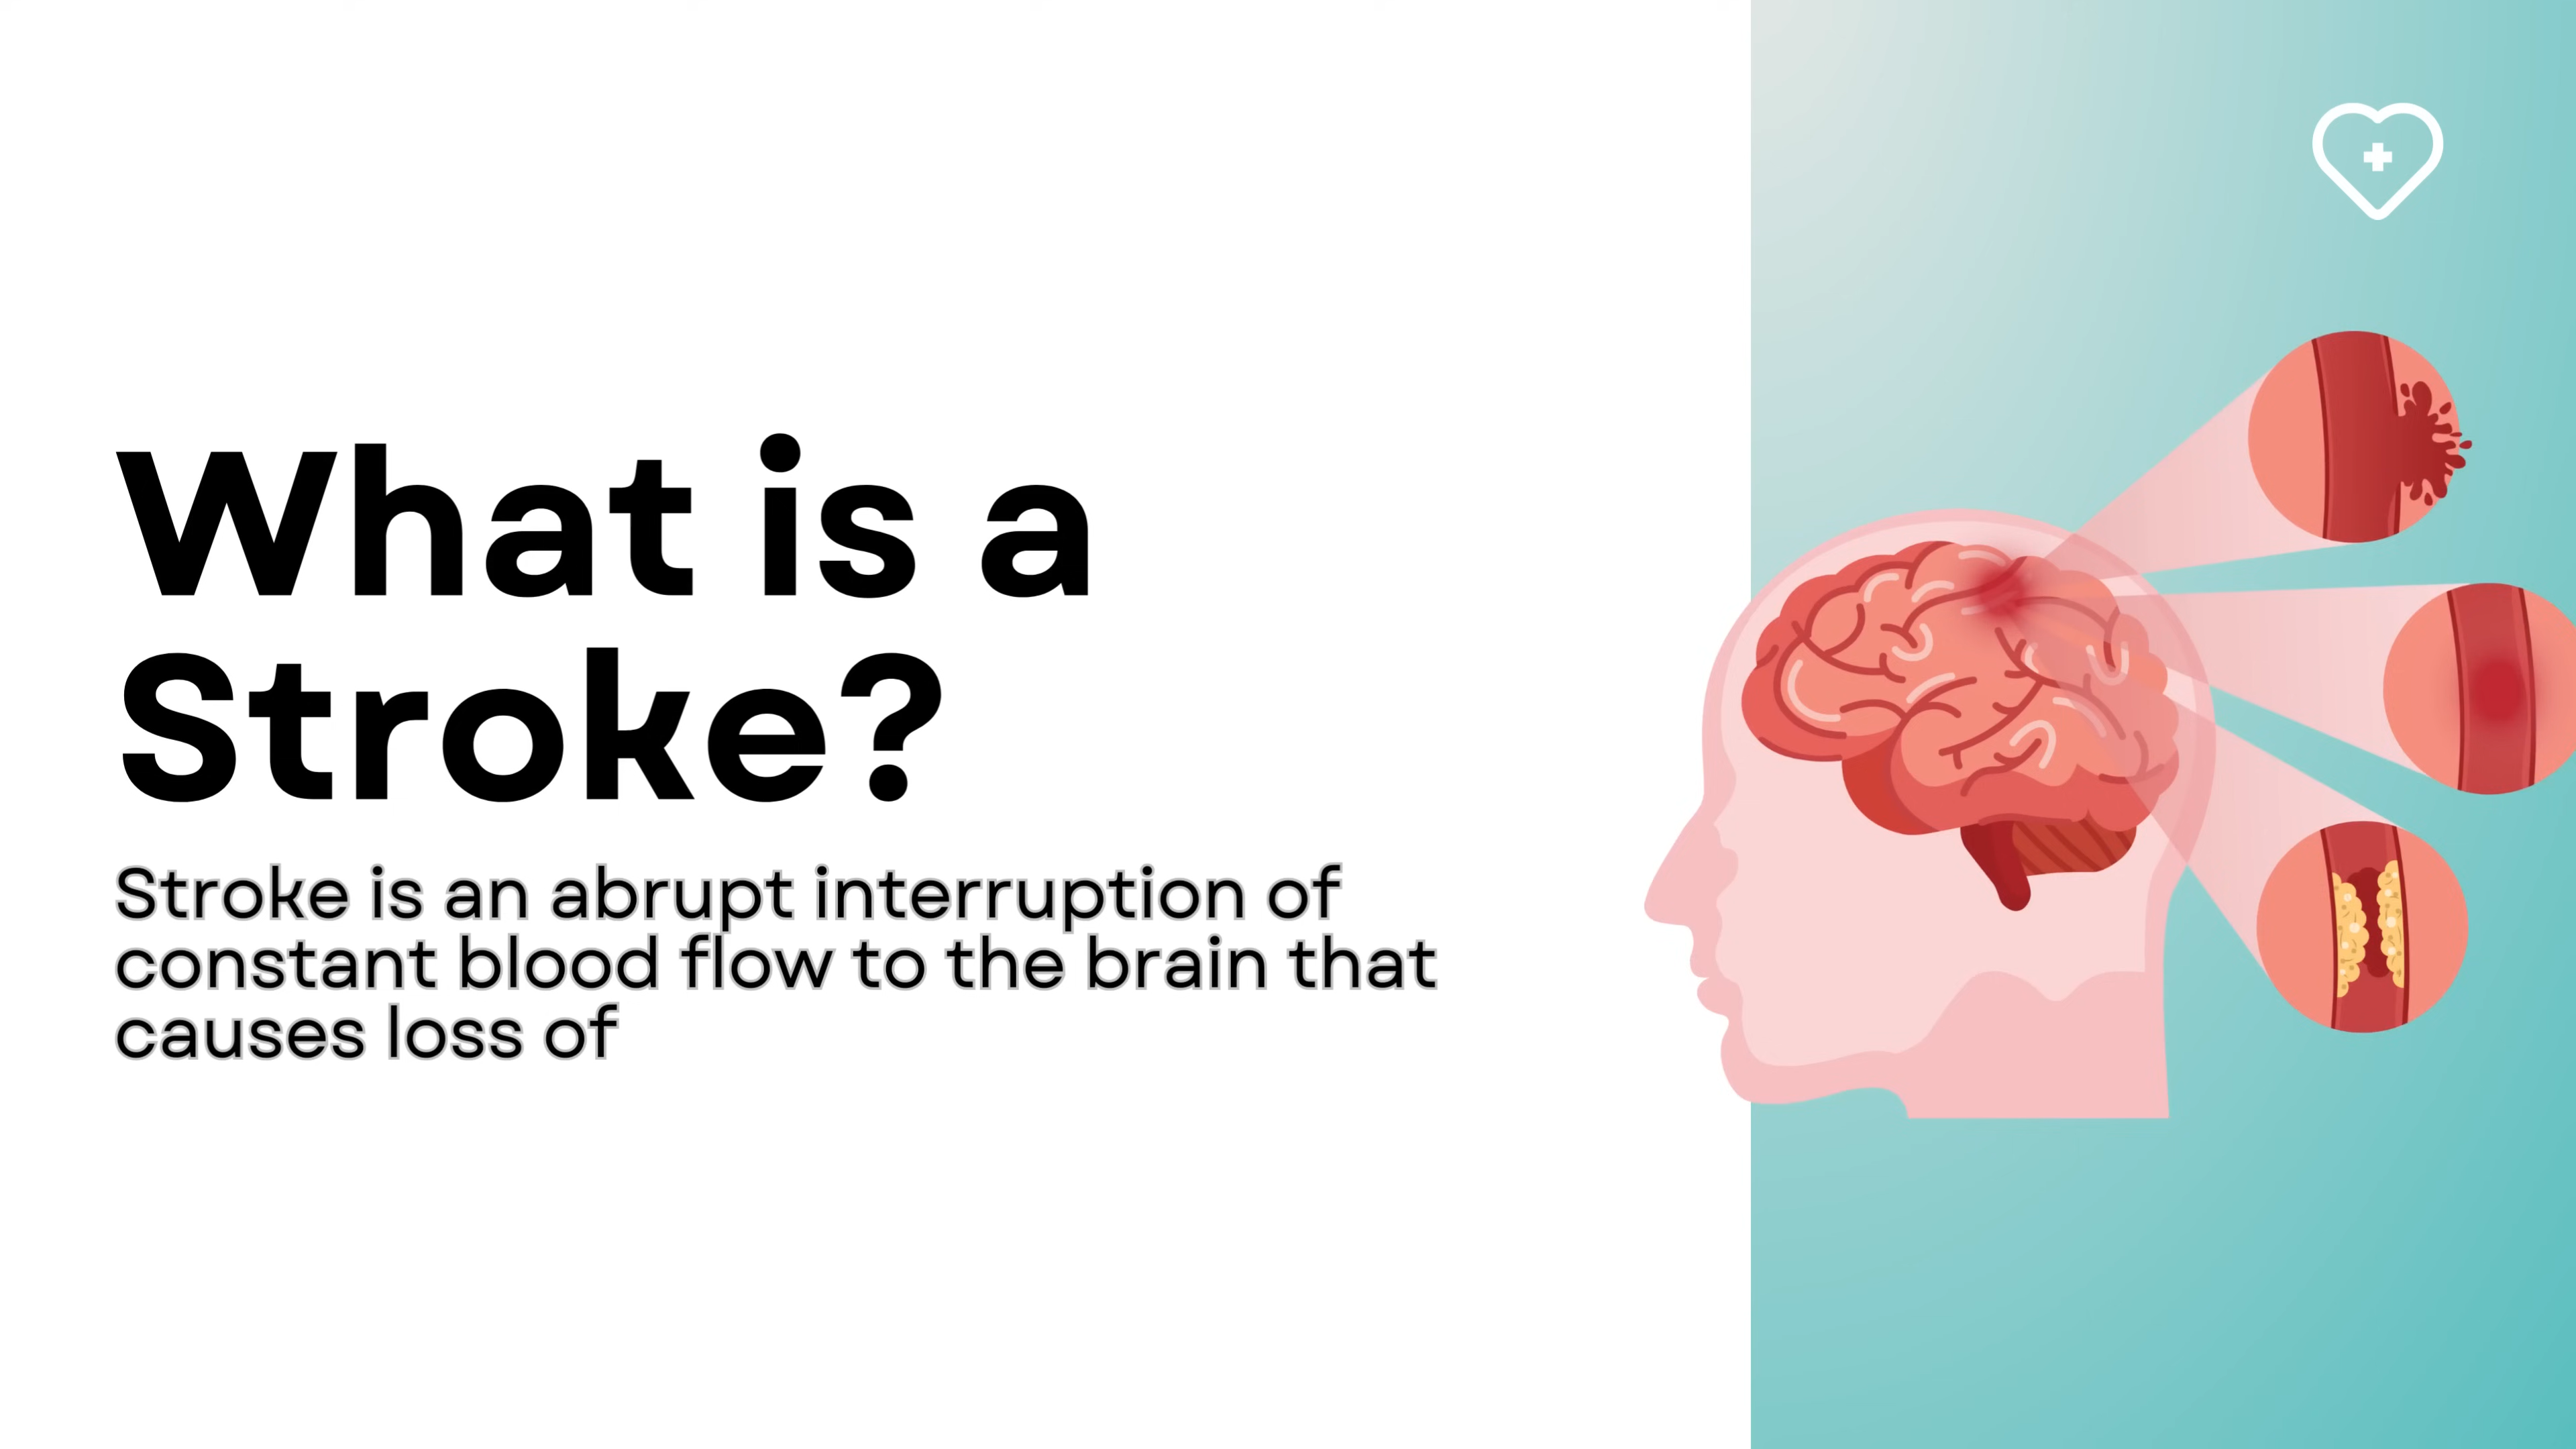 What is a
Stroke?
Stroke is an abrupt interruption of
constant blood flow to the brain that
causes loss of